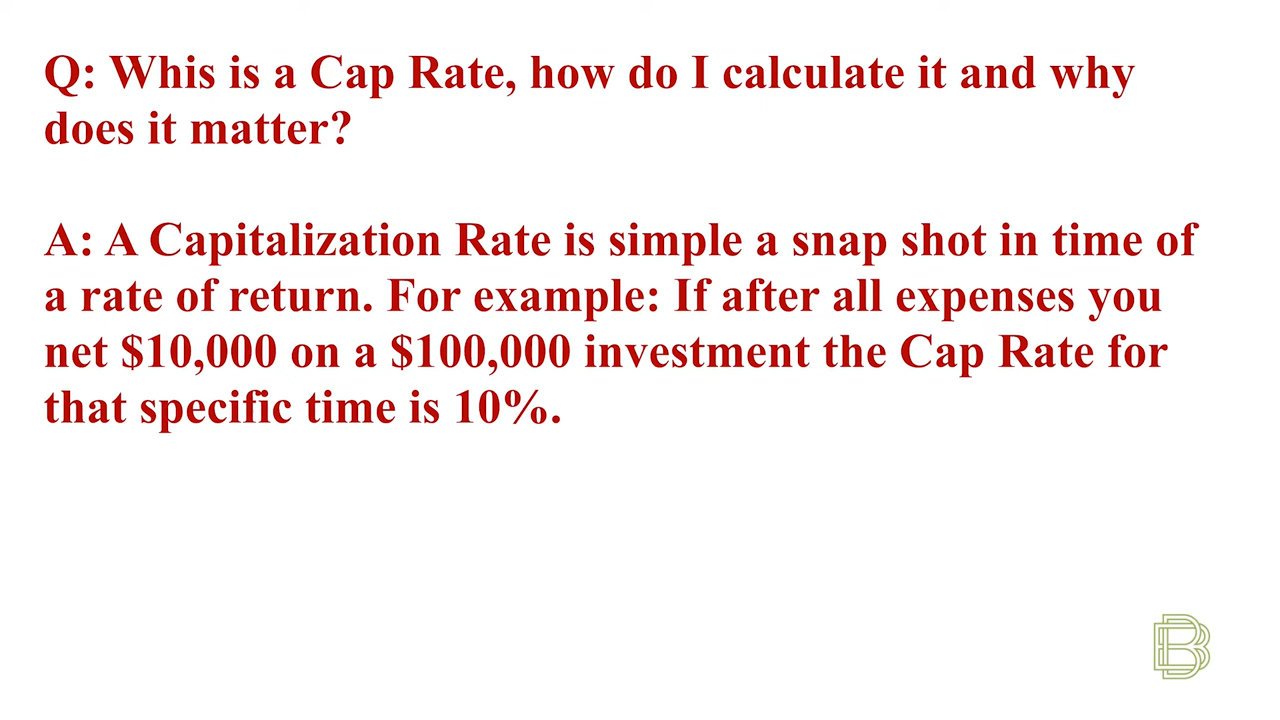 Q: Whis is a Cap Rate, how do I calculate it and why
does it matter?
A: A Capitalization Rate is simple a snap shot in time of
a rate of return. For example: If after all expenses you
net $10,000 on a $100,000 investment the Cap Rate for
that specific time is 10%.